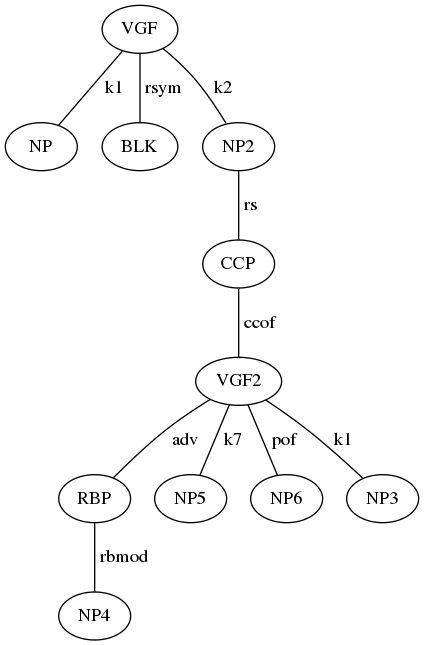 VGF
k1 rsym k2
NP BLK NP2
rs
CCP
ccof
VGF2
adv k7 pof k1
RBP NP5 NP6 NP3
rbmod
NP4